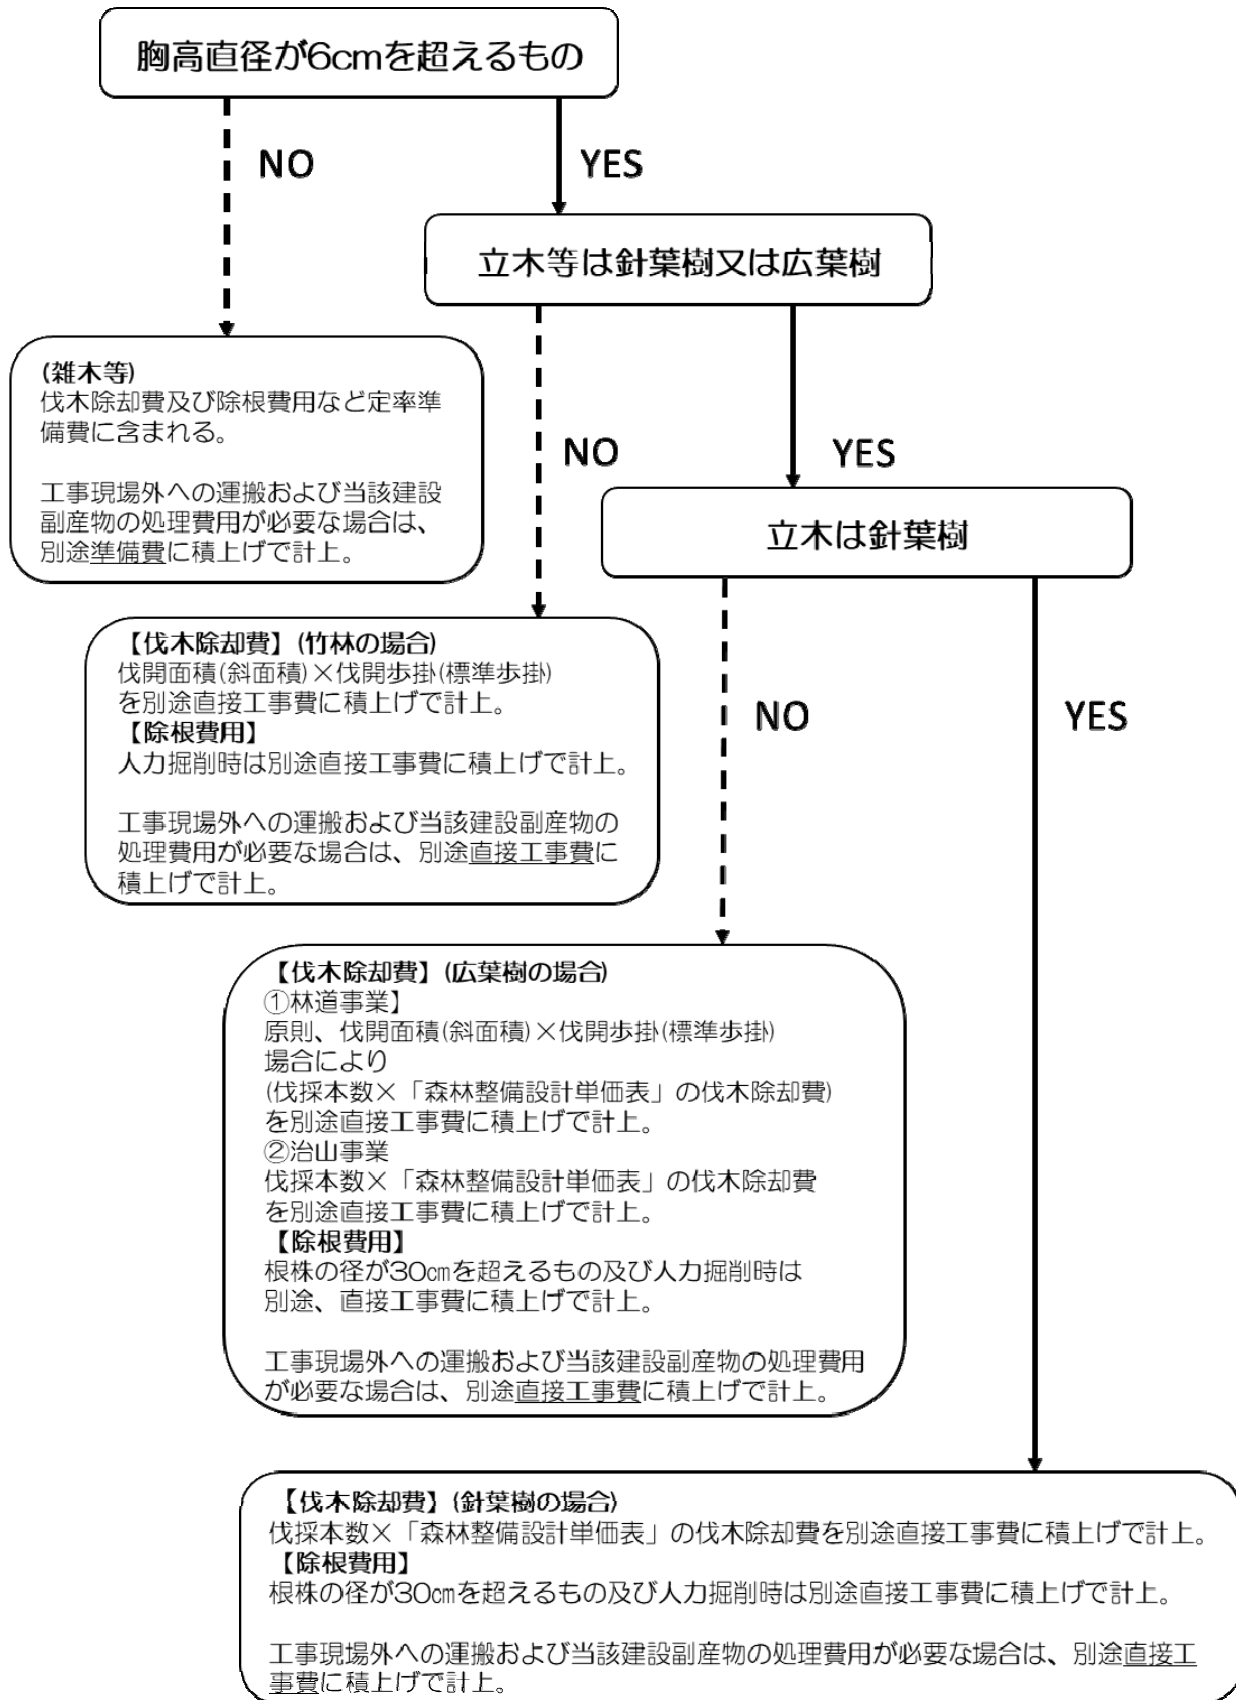 胸高直径が6cmを超えるもの
NO
YES
立木等は針葉樹又は広葉樹
(雑木等)
伐木除却費及び除根費用など定率準
備費に含まれる。
工事現場外への運搬および当該建設
副産物の処理費用が必要な場合は、
別途準備費に積上げで計上。
NO
YES
立木は針葉樹
【伐木除却費】(竹林の場合)
伐開面積(斜面積)×伐開歩掛(標準歩掛)
を別途直接工事費に積上げで計上。
【除根費用】
人力掘削時は別途直接工事費に積上げで計上。
工事現場外への運搬および当該建設副産物の
処理費用が必要な場合は、別途直接工事費に
積上げで計上。
NO
YES
【伐木除却費】(広葉樹の場合)
①林道事業】
原則、伐開面積(斜面積)×伐開歩掛(標準歩掛)
場合により
(伐採本数×「森林整備設計単価表」の伐木除却費)
を別途直接工事費に積上げで計上。
②治山事業
伐採本数×「森林整備設計単価表」の伐木除却費
を別途直接工事費に積上げで計上。
【除根費用】
根株の径が30㎝を超えるもの及び人力掘削時は
別途、直接工事費に積上げで計上。
工事現場外への運搬および当該建設副産物の処理費用
が必要な場合は、別途直接工事費に積上げで計上。
【伐木除却費】(針葉樹の場合)
伐採本数×「森林整備設計単価表」の伐木除却費を別途直接工事費に積上げで計上。
【除根費用】
根株の径が30㎝を超えるもの及び人力掘削時は別途直接工事費に積上げで計上。
工事現場外への運搬および当該建設副産物の処理費用が必要な場合は、別途直接工
事費に積上げで計上。